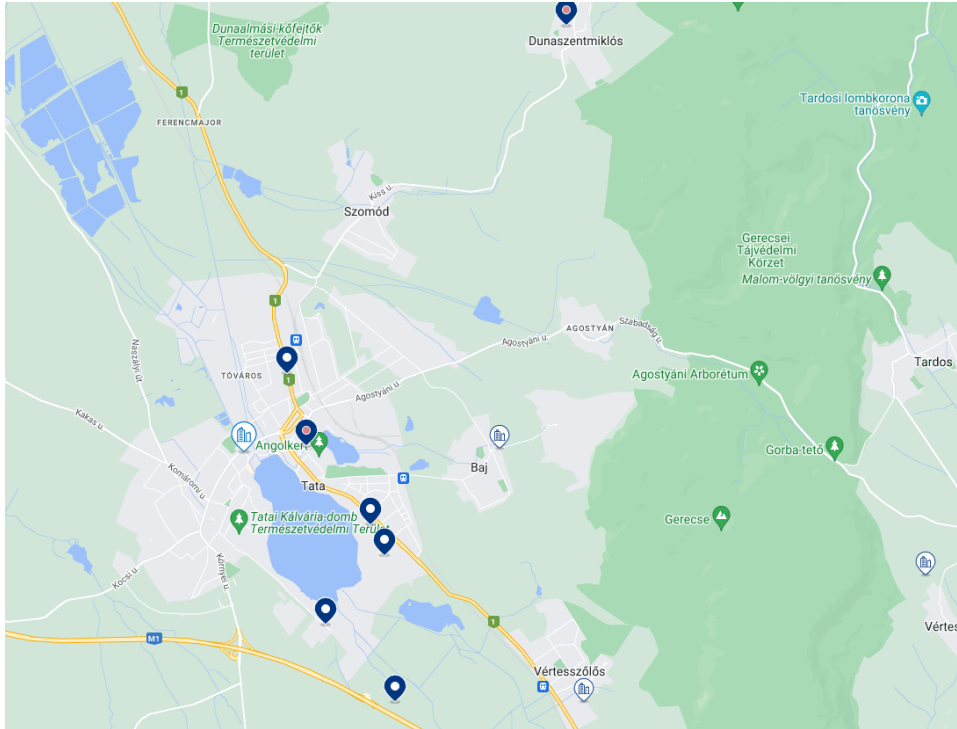 Dunaalmási-kőfejtők
Természetvédelmi
terület
Dunaszentmiklós
Tardosi lombkorona
tanösvény
1
FERENCMAJOR
Kiss u.
Szomód
Gerecsei
Tájvédelmi
Körzet
Malom-völgyi tanösvény
1
AGOSTYÁN
Szabadság u.
Agostyáni u.
Naszályi út
Tardos
TÓVÁROS
1
Agostyáni Arborétum
Agostyáni u.
Kakas u.
Angolkert
Gorba-tető
Baj
Komáromi u.
Tata
Tatai Kálvária-domb
Természetvédelmi Terület
Gerecse
Kocsi u.
Környei u.
1
M1
Vértess
Vértesszőlős